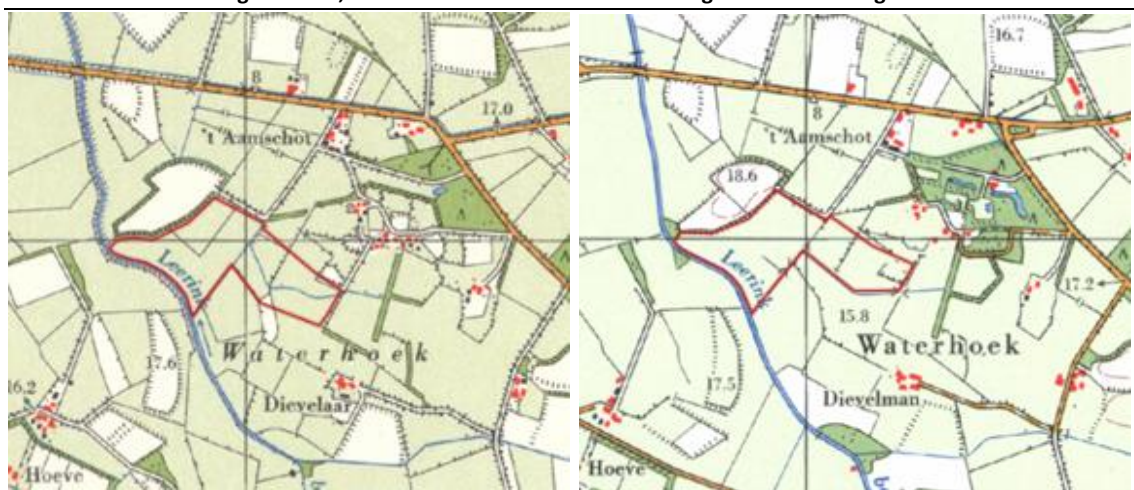 8
17.0
't Aamschot
Leerink
Waterhoek
17.6
16.2
Dievelaar
Hoeve
16.7
8
't Aamschot
18.6
Leerink
17.2
15.8
Waterhoek
17.5
Dievelman
Hoeve